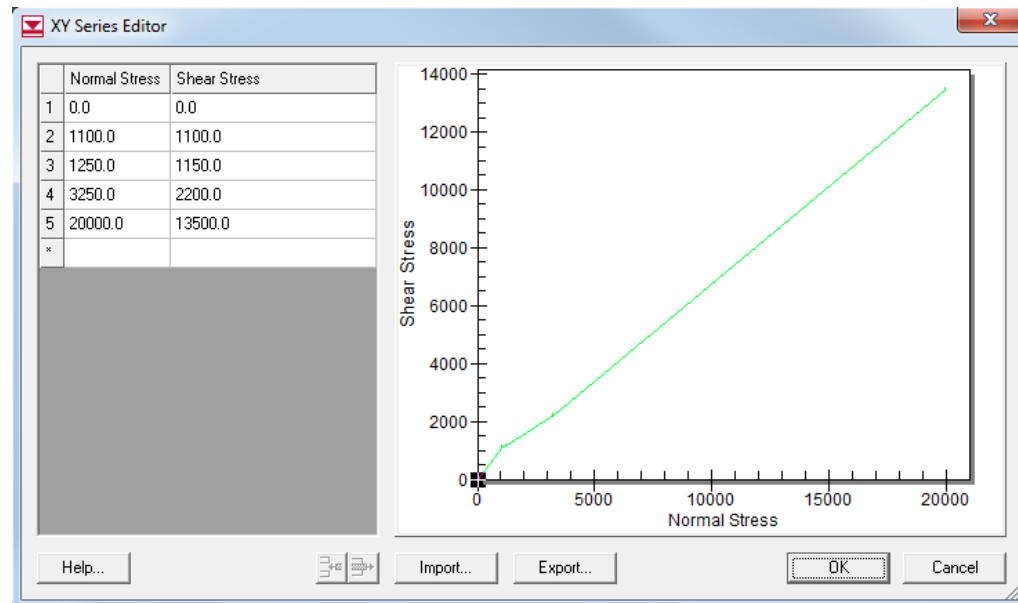 XY Series Editor
Normal Stress Shear Stress
1 0.0 0.0
2 1100.0 1100.0
3 1250.0 1150.0
4 3250.0 2200.0
5 20000.0 13500.0
*
14000
12000
10000
8000
6000
4000
2000
0
Shear Stress
0 5000 10000 15000 20000
Normal Stress
Help... Import... Export... OK Cancel